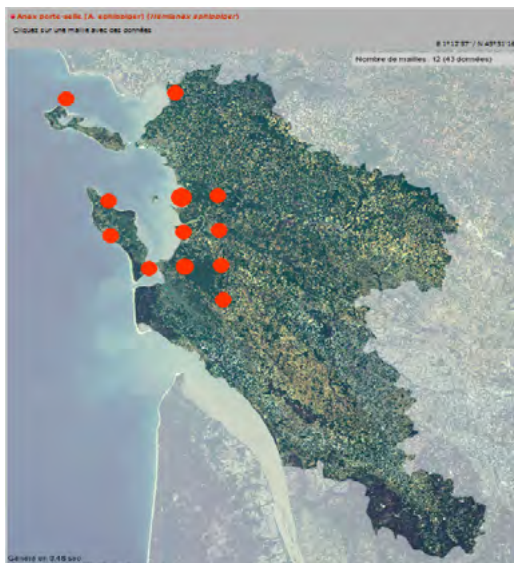 Anax porte-selle (A. ephippiger) (Hemianax ephippiger)
Cliquez sur une maille avec des données
Nombre de mailles : 12 (43 données)
Généré en 0.48 sec